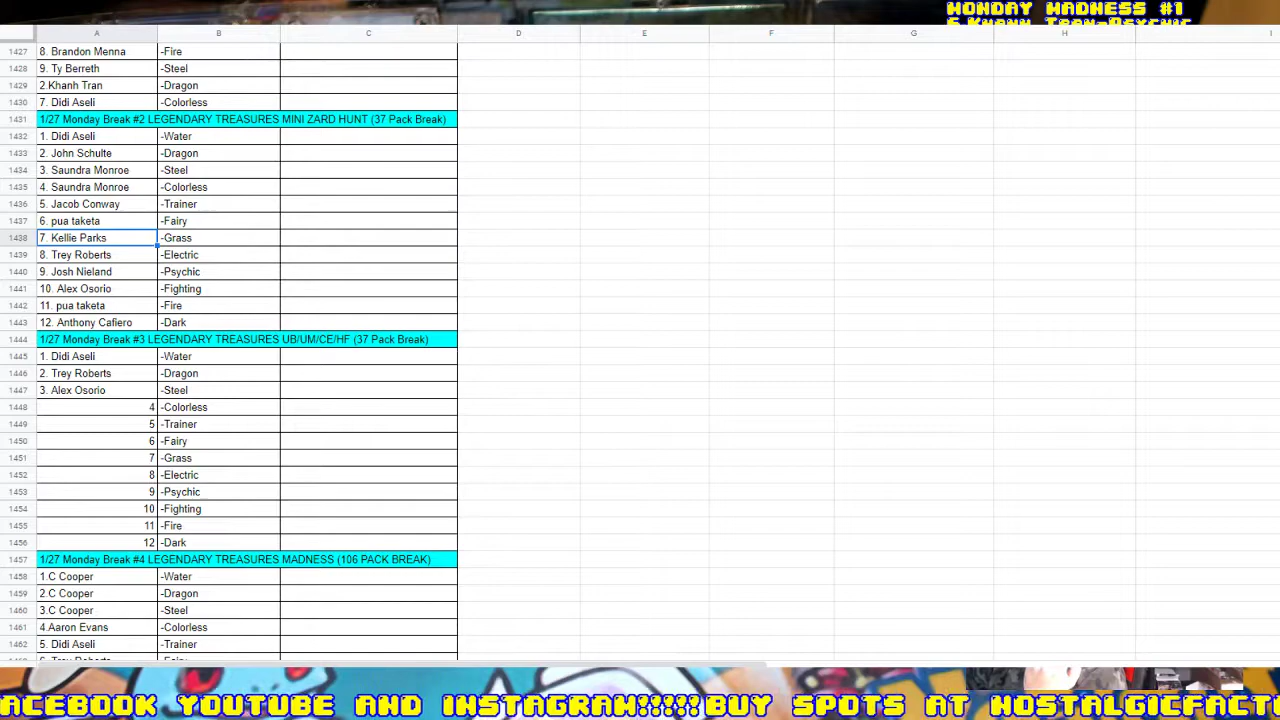 MONDAY MADNESS #1
6.Khanh Tran-Psychic
A B C D E F G H I
1427 8. Brandon Menna -Fire
1428 9. Ty Berreth -Steel
1429 2.Khanh Tran -Dragon
1430 7. Didi Aseli -Colorless
1431 1/27 Monday Break #2 LEGENDARY TREASURES MINI ZARD HUNT (37 Pack Break)
1432 1. Didi Aseli -Water
1433 2. John Schulte -Dragon
1434 3. Saundra Monroe -Steel
1435 4. Saundra Monroe -Colorless
1436 5. Jacob Conway -Trainer
1437 6. pua taketa -Fairy
1438 7. Kellie Parks -Grass
1439 8. Trey Roberts -Electric
1440 9. Josh Nieland -Psychic
1441 10. Alex Osorio -Fighting
1442 11. pua taketa -Fire
1443 12. Anthony Cafiero -Dark
1444 1/27 Monday Break #3 LEGENDARY TREASURES UB/UM/CE/HF (37 Pack Break)
1445 1. Didi Aseli -Water
1446 2. Trey Roberts -Dragon
1447 3. Alex Osorio -Steel
1448 4 -Colorless
1449 5 -Trainer
1450 6 -Fairy
1451 7 -Grass
1452 8 -Electric
1453 9 -Psychic
1454 10 -Fighting
1455 11 -Fire
1456 12 -Dark
1457 1/27 Monday Break #4 LEGENDARY TREASURES MADNESS (106 PACK BREAK)
1458 1.C Cooper -Water
1459 2.C Cooper -Dragon
1460 3.C Cooper -Steel
1461 4.Aaron Evans -Colorless
1462 5. Didi Aseli -Trainer
1463 6. Trey Roberts -Fairy
ACEBOOK YOUTUBE AND INSTAGRAM!!!!!BUY SPOTS AT NOSTALGICFACT